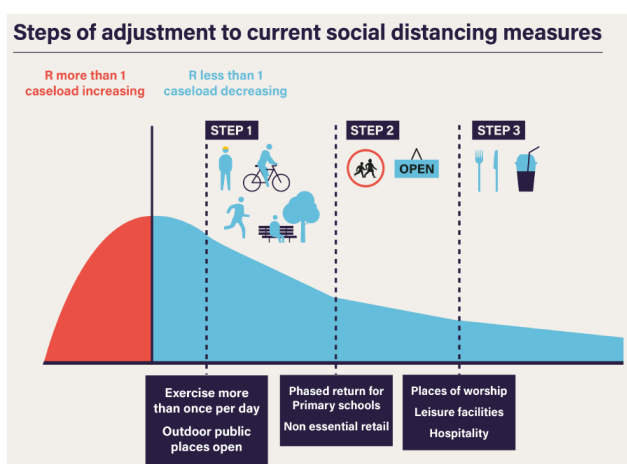 Steps of adjustment to current social distancing measures
R more than 1
caseload increasing
R less than 1
caseload decreasing
STEP 1
STEP 2
STEP 3
OPEN
Exercise more
than once per day
Outdoor public
places open
Phased return for
Primary schools
Non essential retail
Places of worship
Leisure facilities
Hospitality